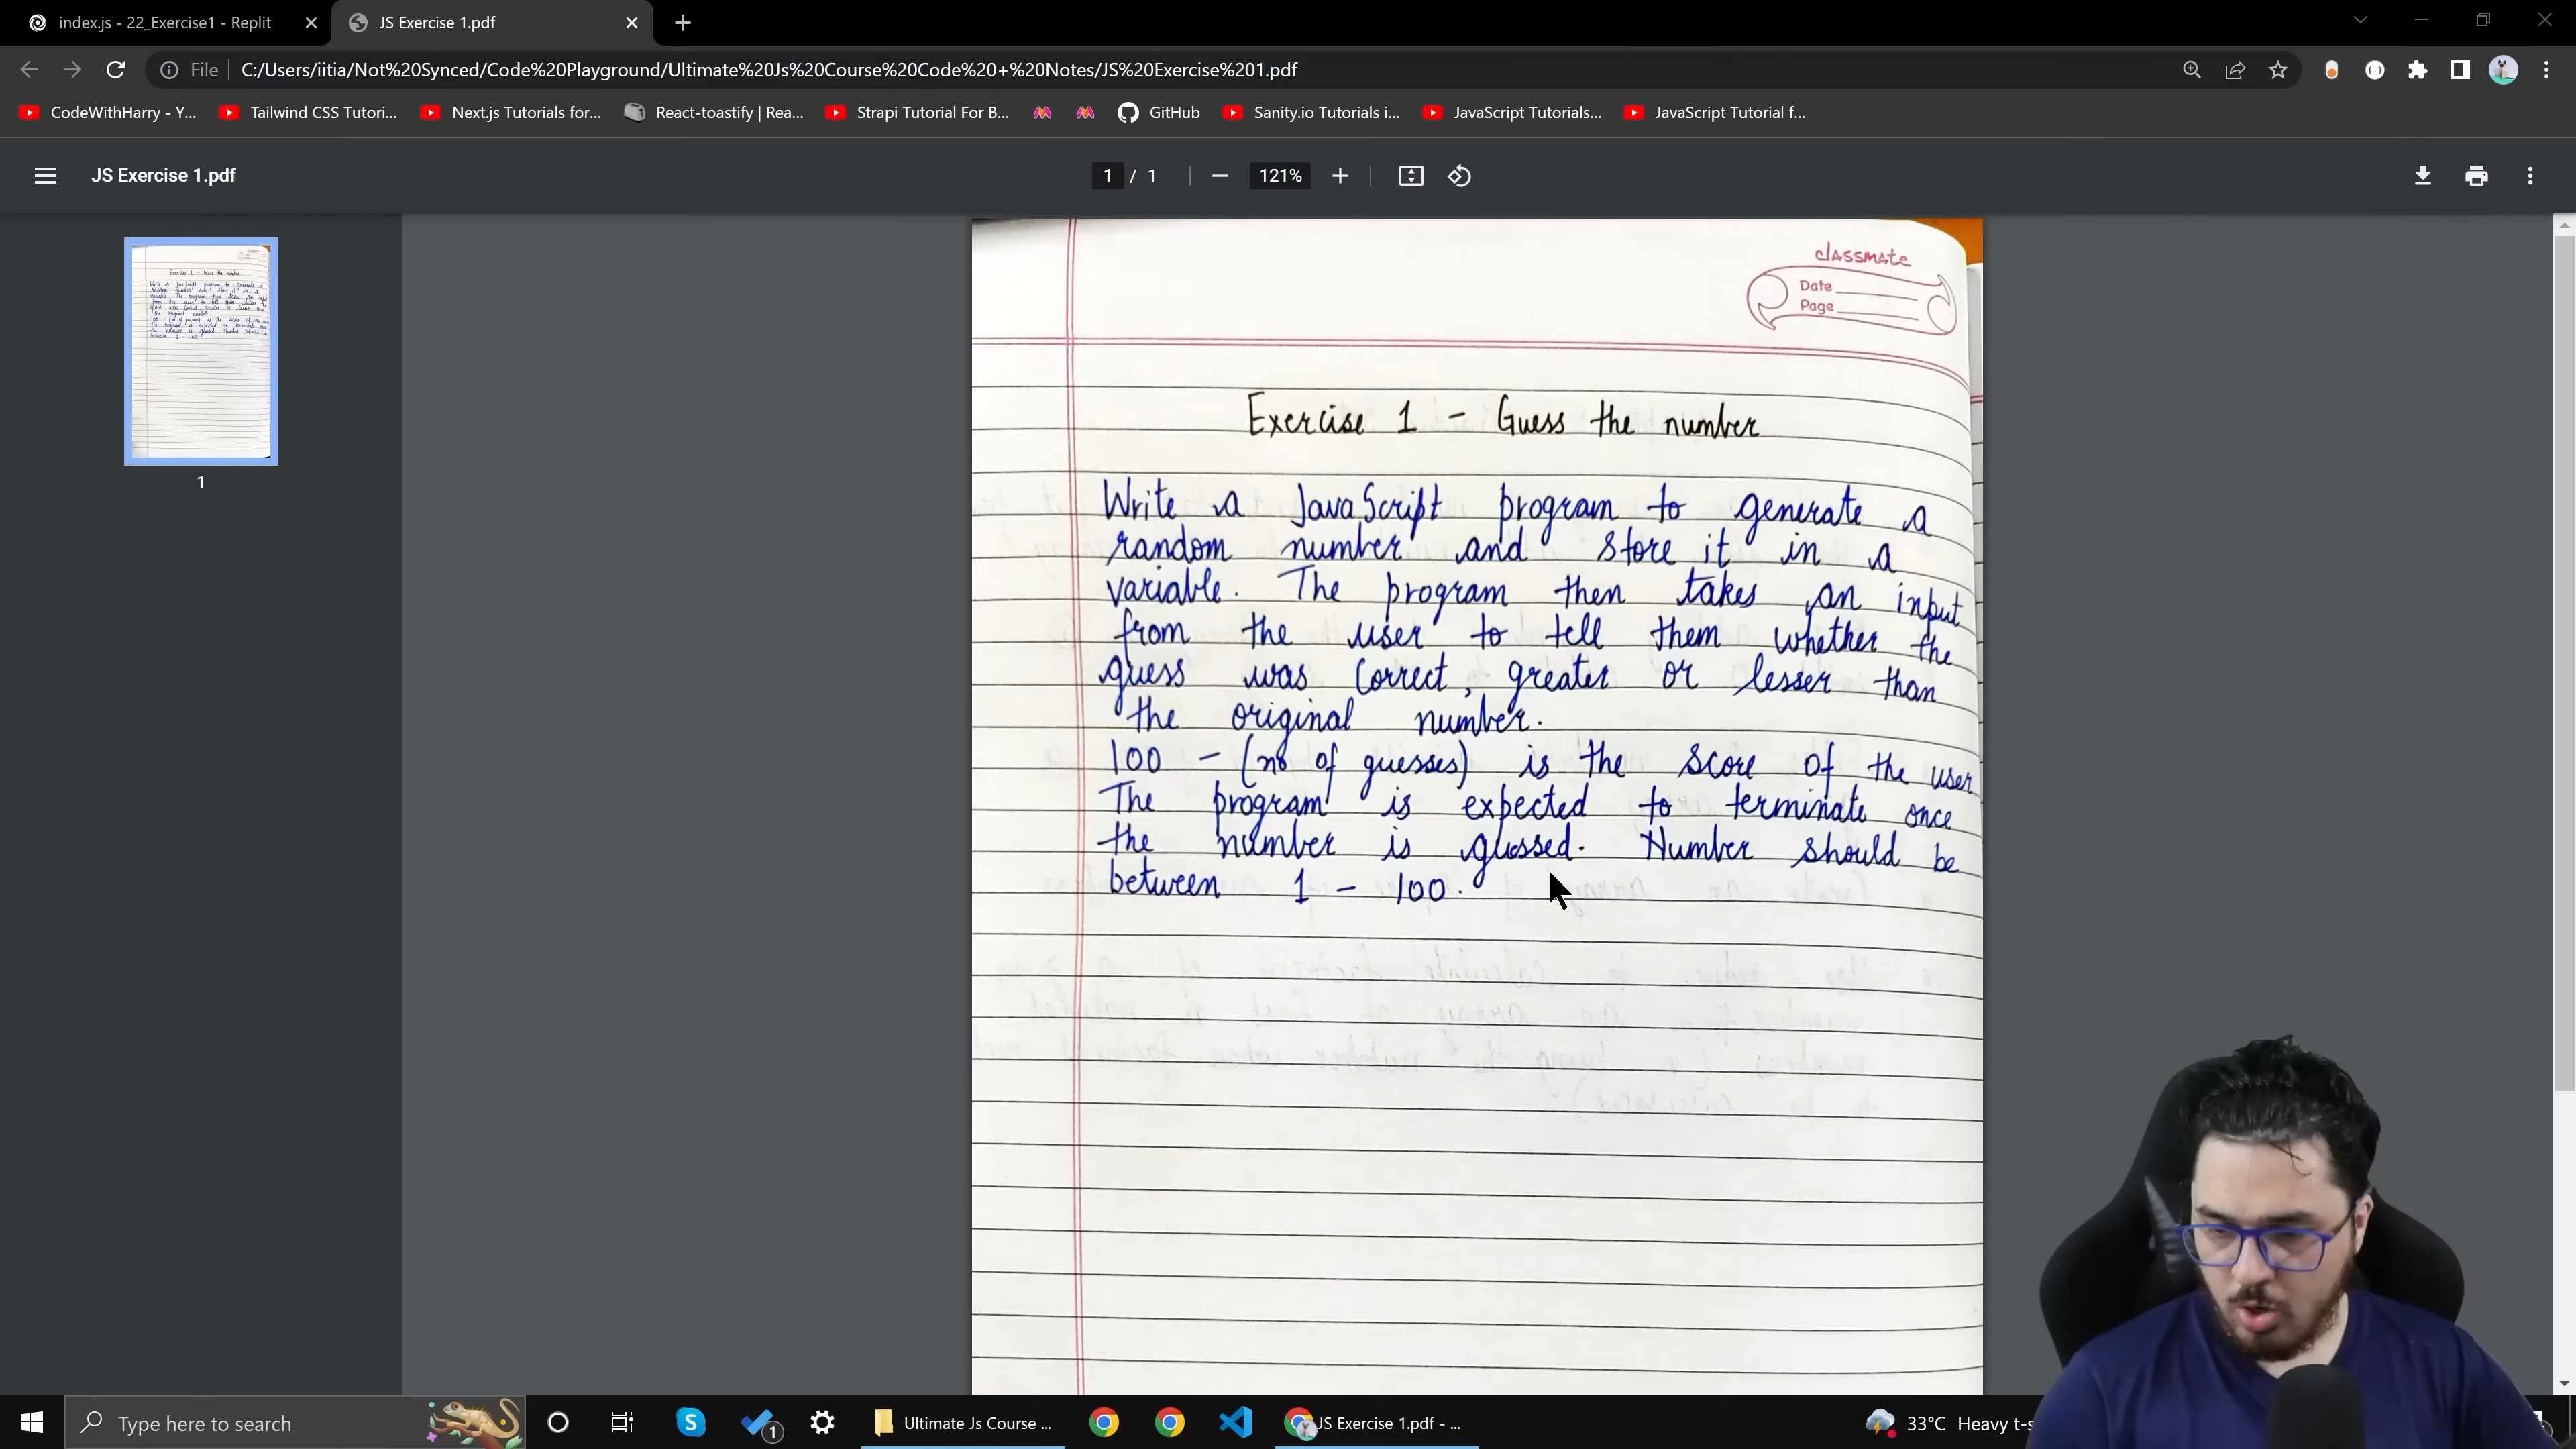 index.js - 22_Exercise1 - Replit
JS Exercise 1.pdf
File
C:/Users/iitia/Not%20Synced/Code%20Playground/Ultimate%20Js%20Course%20Code%20+%20Notes/JS%20Exercise%201.pdf
CodeWithHarry - Y...
Tailwind CSS Tutori...
Next.js Tutorials for...
React-toastify | Rea...
Strapi Tutorial For B...
GitHub
Sanity.io Tutorials i...
JavaScript Tutorials...
JavaScript Tutorial f...
JS Exercise 1.pdf
1 / 1
121%
1
classmate
Date
Page
Exercise 1 - Guess the number
Write a JavaScript program to generate a
random number and store it in a
variable. The program then takes an input
from the user to tell them whether the
guess was correct, greater or lesser than
the original number.
100 - (no of guesses) is the score of the user
The program is expected to terminate once
the number is guessed. Number should be
between 1 - 100.
Type here to search
1
Ultimate Js Course ...
JS Exercise 1.pdf - ...
33°C Heavy t-s